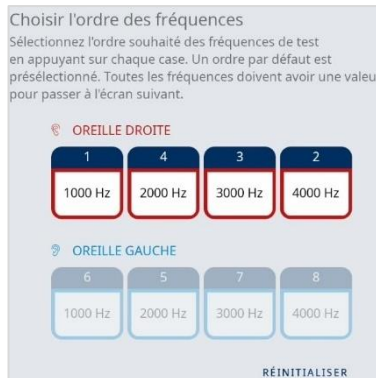 Choisir l'ordre des fréquences
Sélectionnez l'ordre souhaité des fréquences de test
en appuyant sur chaque case. Un ordre par défaut est
présélectionné. Toutes les fréquences doivent avoir une valeu
pour passer à l'écran suivant.
OREILLE DROITE
1 4 3 2
1000 Hz 2000 Hz 3000 Hz 4000 Hz
OREILLE GAUCHE
6 5 7 8
1000 Hz 2000 Hz 3000 Hz 4000 Hz
RÉINITIALISER